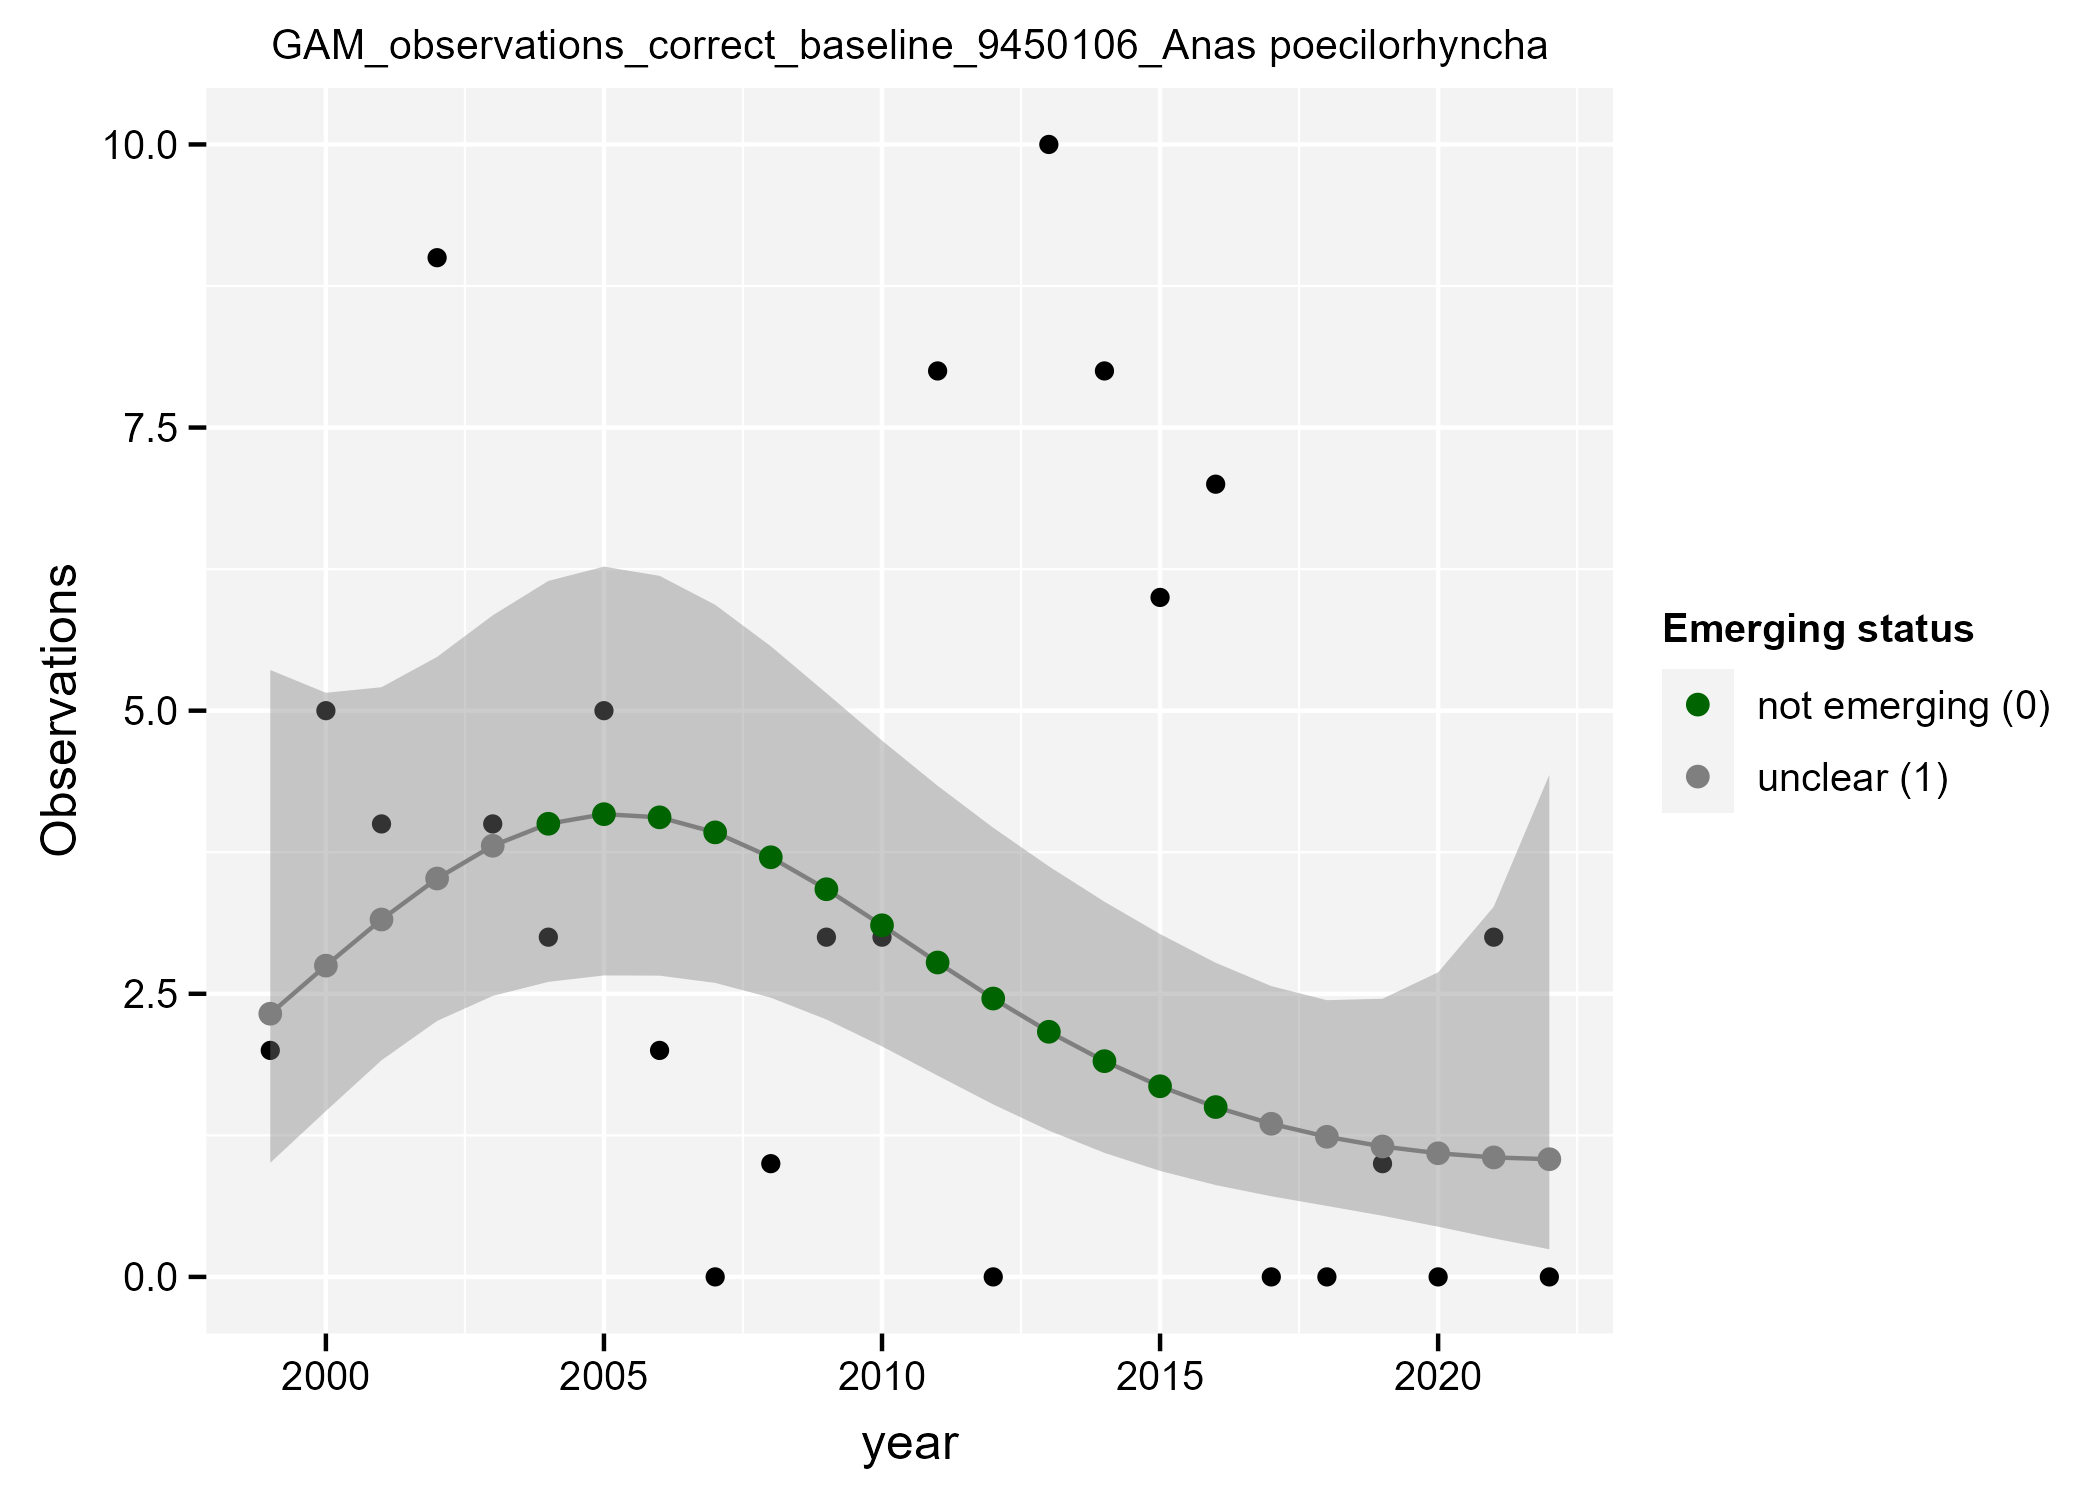 GAM_observations_correct_baseline_9450106_Anas poecilorhyncha
10.0
7.5
5.0
2.5
0.0
Observations
2000 2005 2010 2015 2020
year
Emerging status
not emerging (0)
unclear (1)